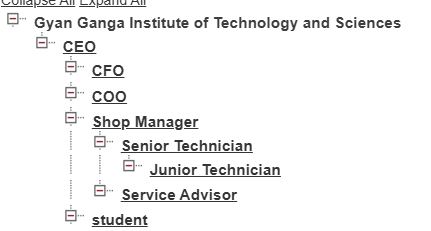 Collapse All Expand All
Gyan Ganga Institute of Technology and Sciences
CEO
CFO
COO
Shop Manager
Senior Technician
Junior Technician
Service Advisor
student